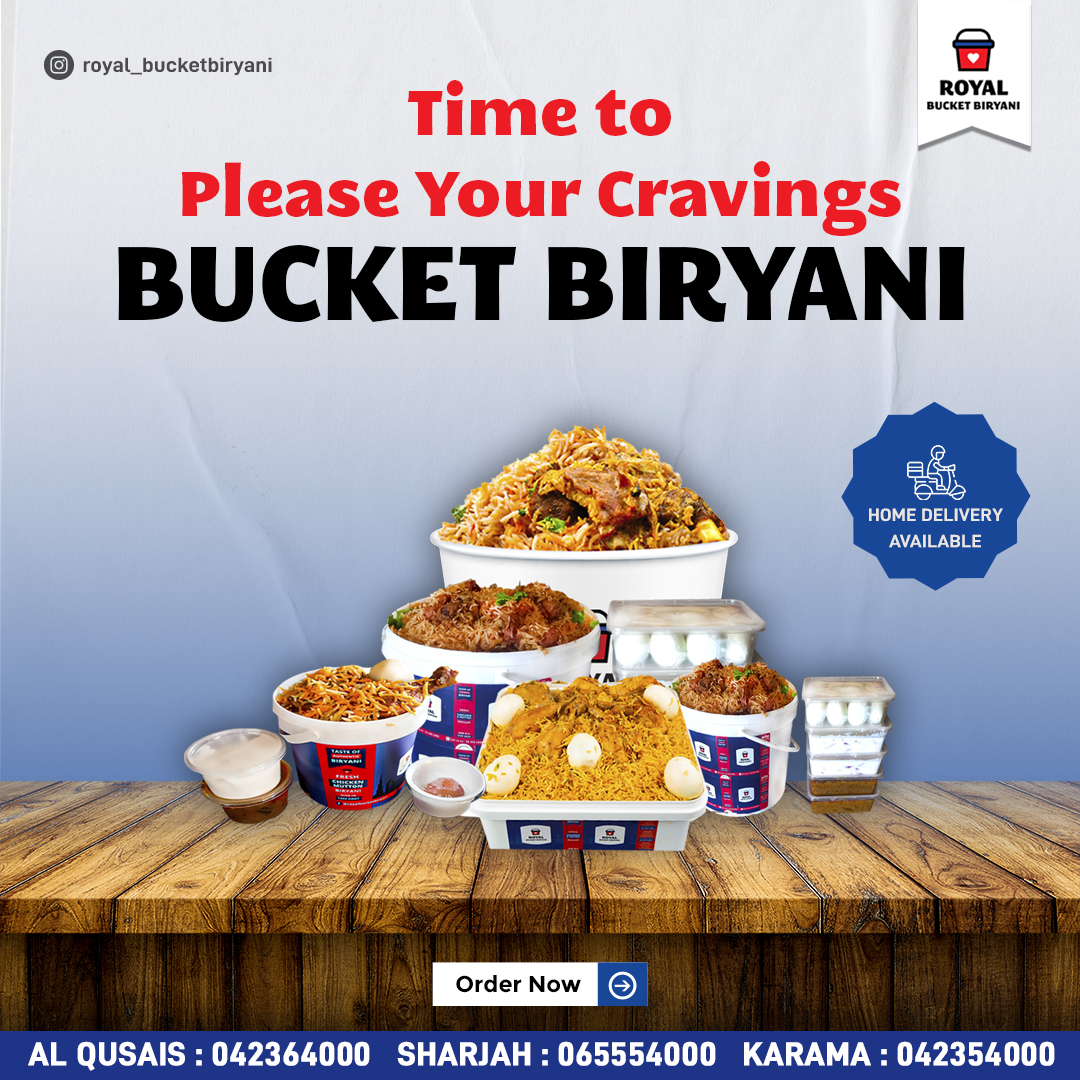 royal_bucketbiryani
ROYAL
BUCKET BIRYANI
Time to
Please Your Cravings
BUCKET BIRYANI
HOME DELIVERY
AVAILABLE
TASTE OF
AUTHENTIC
BIRYANI
FRESH
CHICKEN
MUTTON
BIRYANI
Order Now
AL QUSAIS : 042364000 SHARJAH : 065554000 KARAMA : 042354000